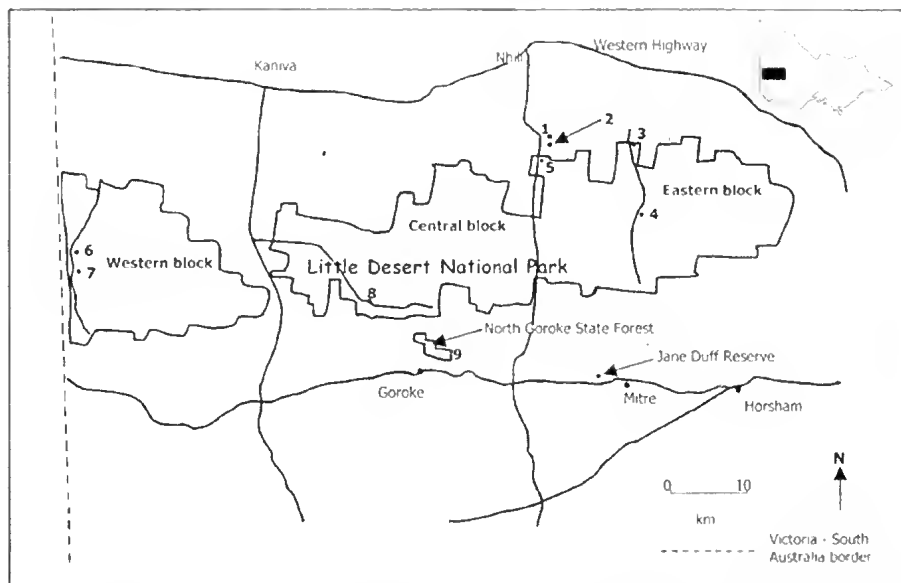 Kaniva
Nhill
Western Highway
1
2
3
5
Eastern block
4
Central block
6
7
Western block
Little Desert National Park
8
North Goroke State Forest
9
Jane Duff Reserve
Goroke
Mitre
Horsham
N
0 10
km
Victoria - South
Australia border